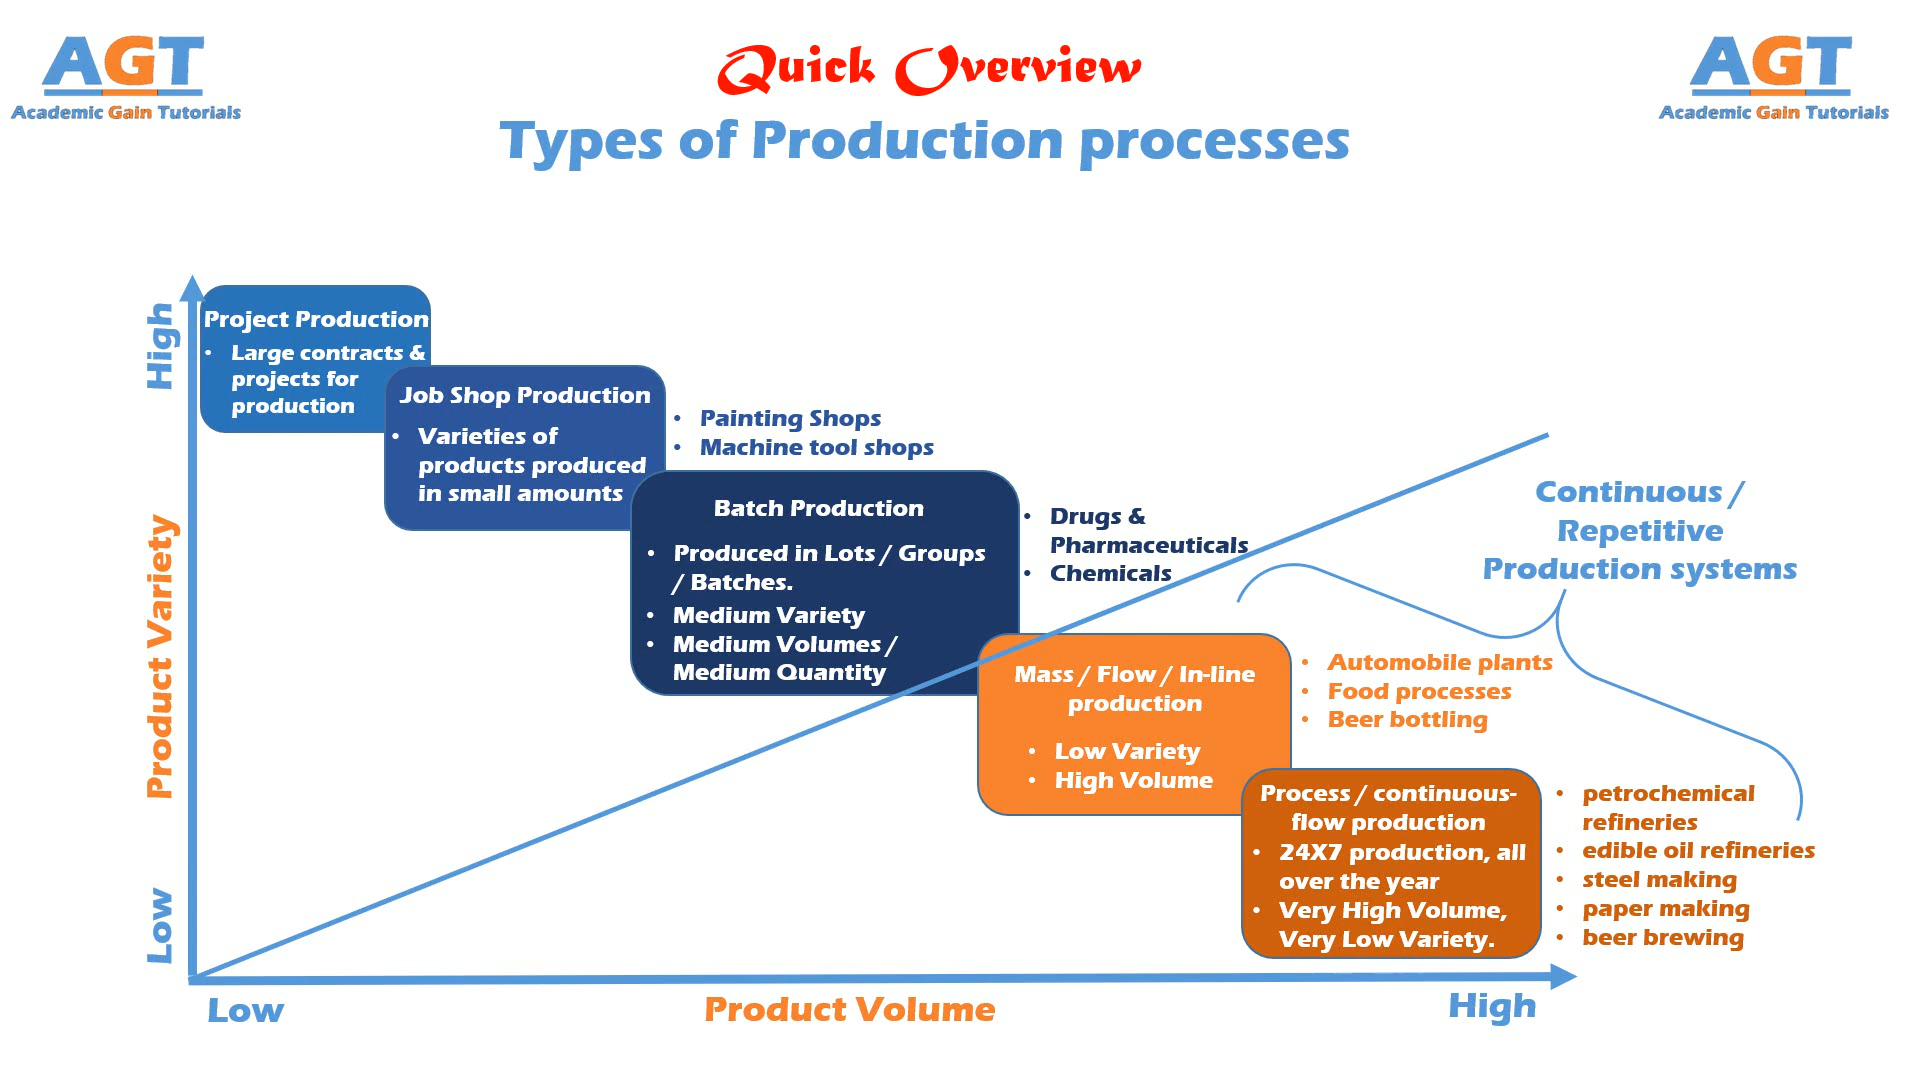 AGT
Academic Gain Tutorials
Quick Overview
AGT
Academic Gain Tutorials
Types of Production processes
High
Product Variety
Low
Project Production
• Large contracts &
projects for
production
Job Shop Production
• Varieties of
products produced
in small amounts
• Painting Shops
• Machine tool shops
Batch Production
• Produced in Lots / Groups
/ Batches.
• Medium Variety
• Medium Volumes /
Medium Quantity
• Drugs &
Pharmaceuticals
• Chemicals
Continuous /
Repetitive
Production systems
Mass / Flow / In-line
production
• Low Variety
• High Volume
• Automobile plants
• Food processes
• Beer bottling
Process / continuous-
flow production
• 24X7 production, all
over the year
• Very High Volume,
Very Low Variety.
• petrochemical
refineries
• edible oil refineries
• steel making
• paper making
• beer brewing
Low
Product Volume
High